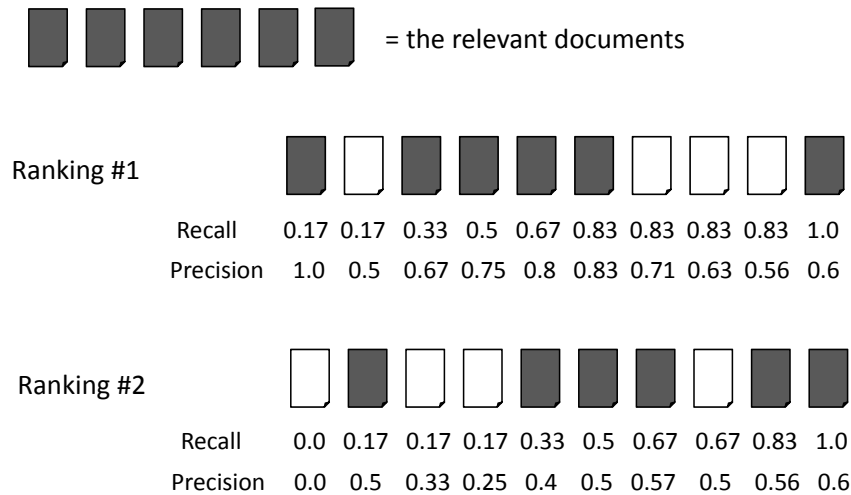 = the relevant documents
Ranking #1
Recall 0.17 0.17 0.33 0.5 0.67 0.83 0.83 0.83 0.83 1.0
Precision 1.0 0.5 0.67 0.75 0.8 0.83 0.71 0.63 0.56 0.6
Ranking #2
Recall 0.0 0.17 0.17 0.17 0.33 0.5 0.67 0.67 0.83 1.0
Precision 0.0 0.5 0.33 0.25 0.4 0.5 0.57 0.5 0.56 0.6